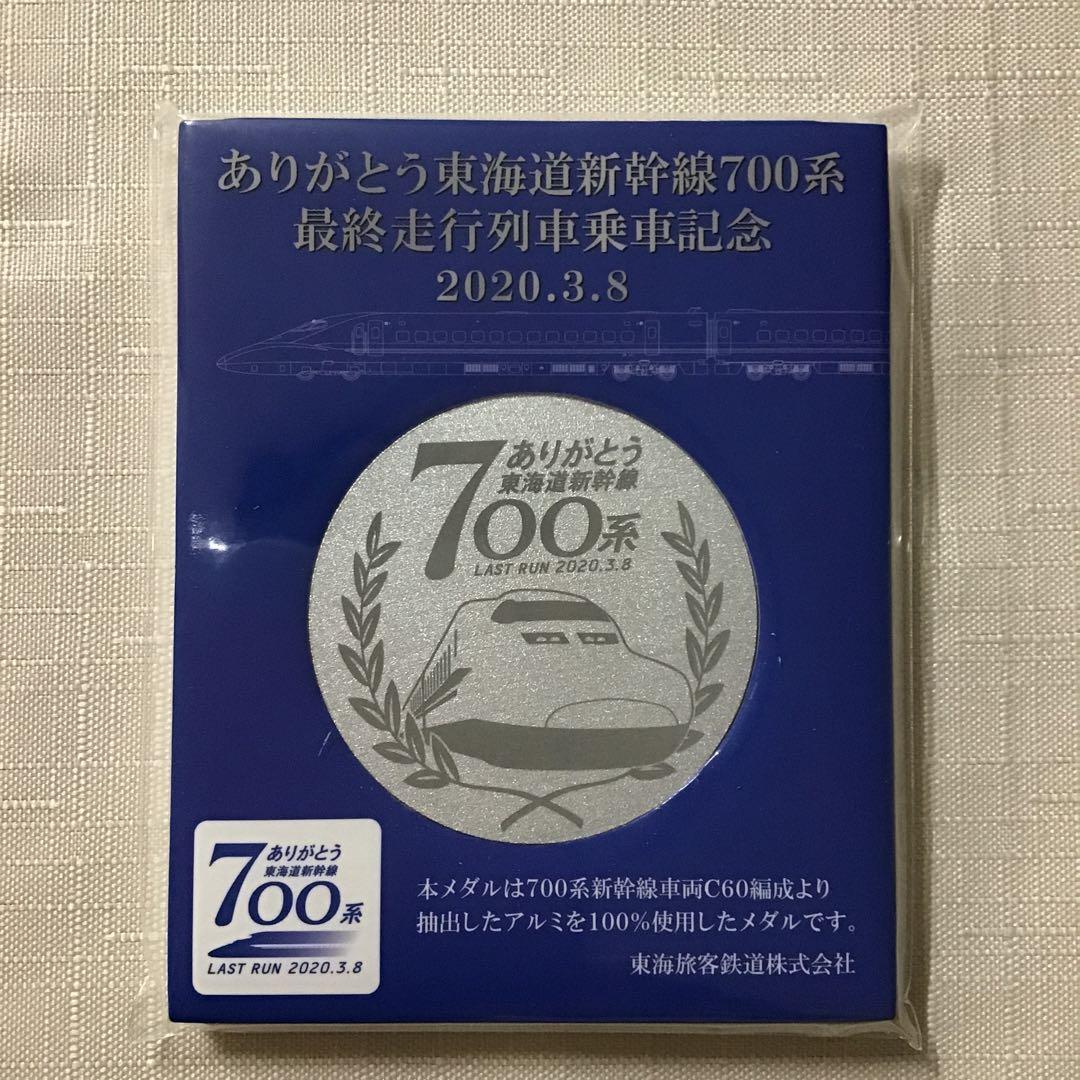 ありがとう東海道新幹線700系
最終走行列車乗車記念
2020.3.8
ありがとう
東海道新幹線
700系
LAST RUN 2020.3.8
ありがとう
東海道新幹線
700系
LAST RUN 2020.3.8
本メダルは700系新幹線車両C60編成より
抽出したアルミを100%使用したメダルです。
東海旅客鉄道株式会社